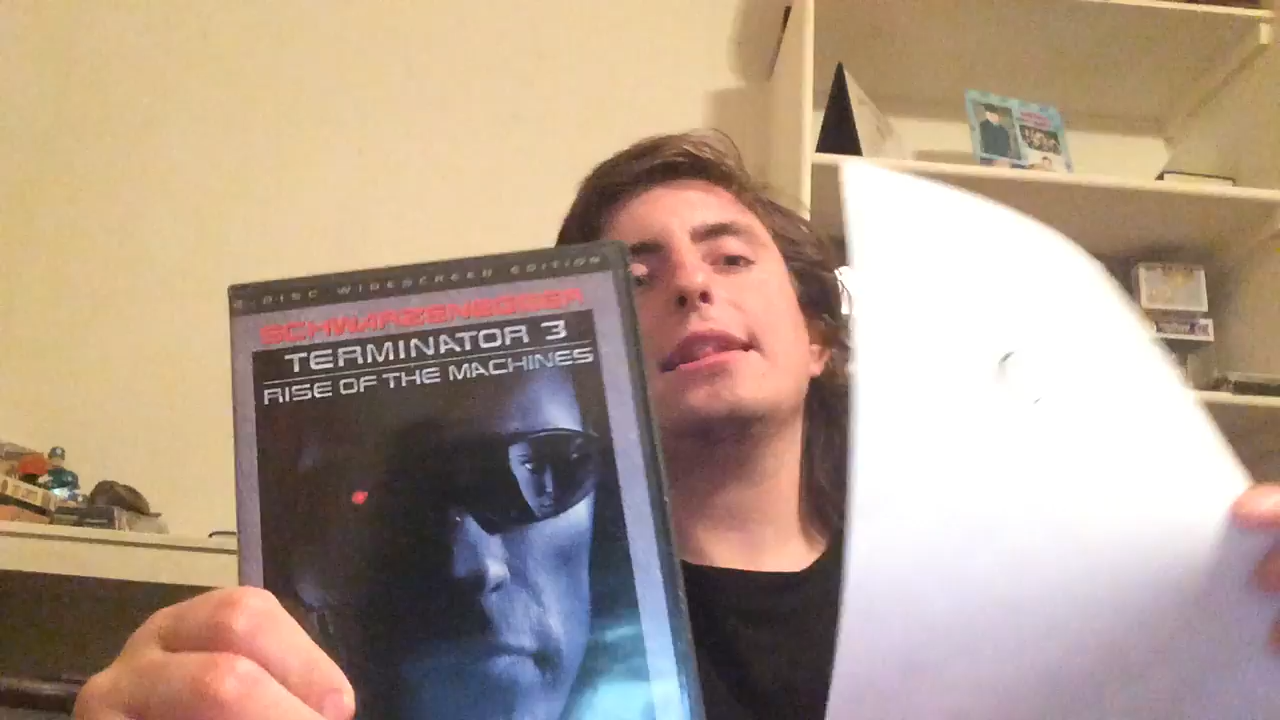 2-DISC WIDESCREEN EDITION
SCHWARZENEGGER
TERMINATOR 3
RISE OF THE MACHINES